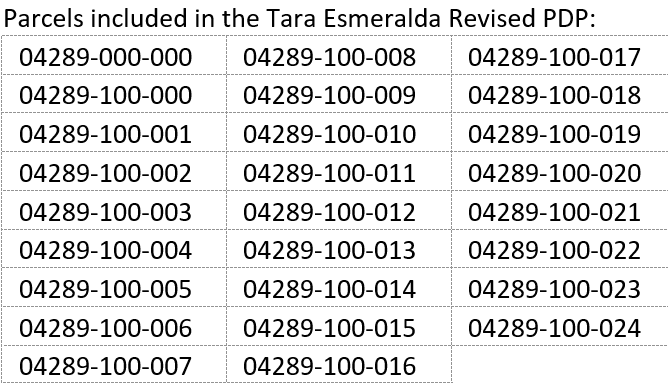 Parcels included in the Tara Esmeralda Revised PDP:
04289-000-000 04289-100-008 04289-100-017
04289-100-000 04289-100-009 04289-100-018
04289-100-001 04289-100-010 04289-100-019
04289-100-002 04289-100-011 04289-100-020
04289-100-003 04289-100-012 04289-100-021
04289-100-004 04289-100-013 04289-100-022
04289-100-005 04289-100-014 04289-100-023
04289-100-006 04289-100-015 04289-100-024
04289-100-007 04289-100-016